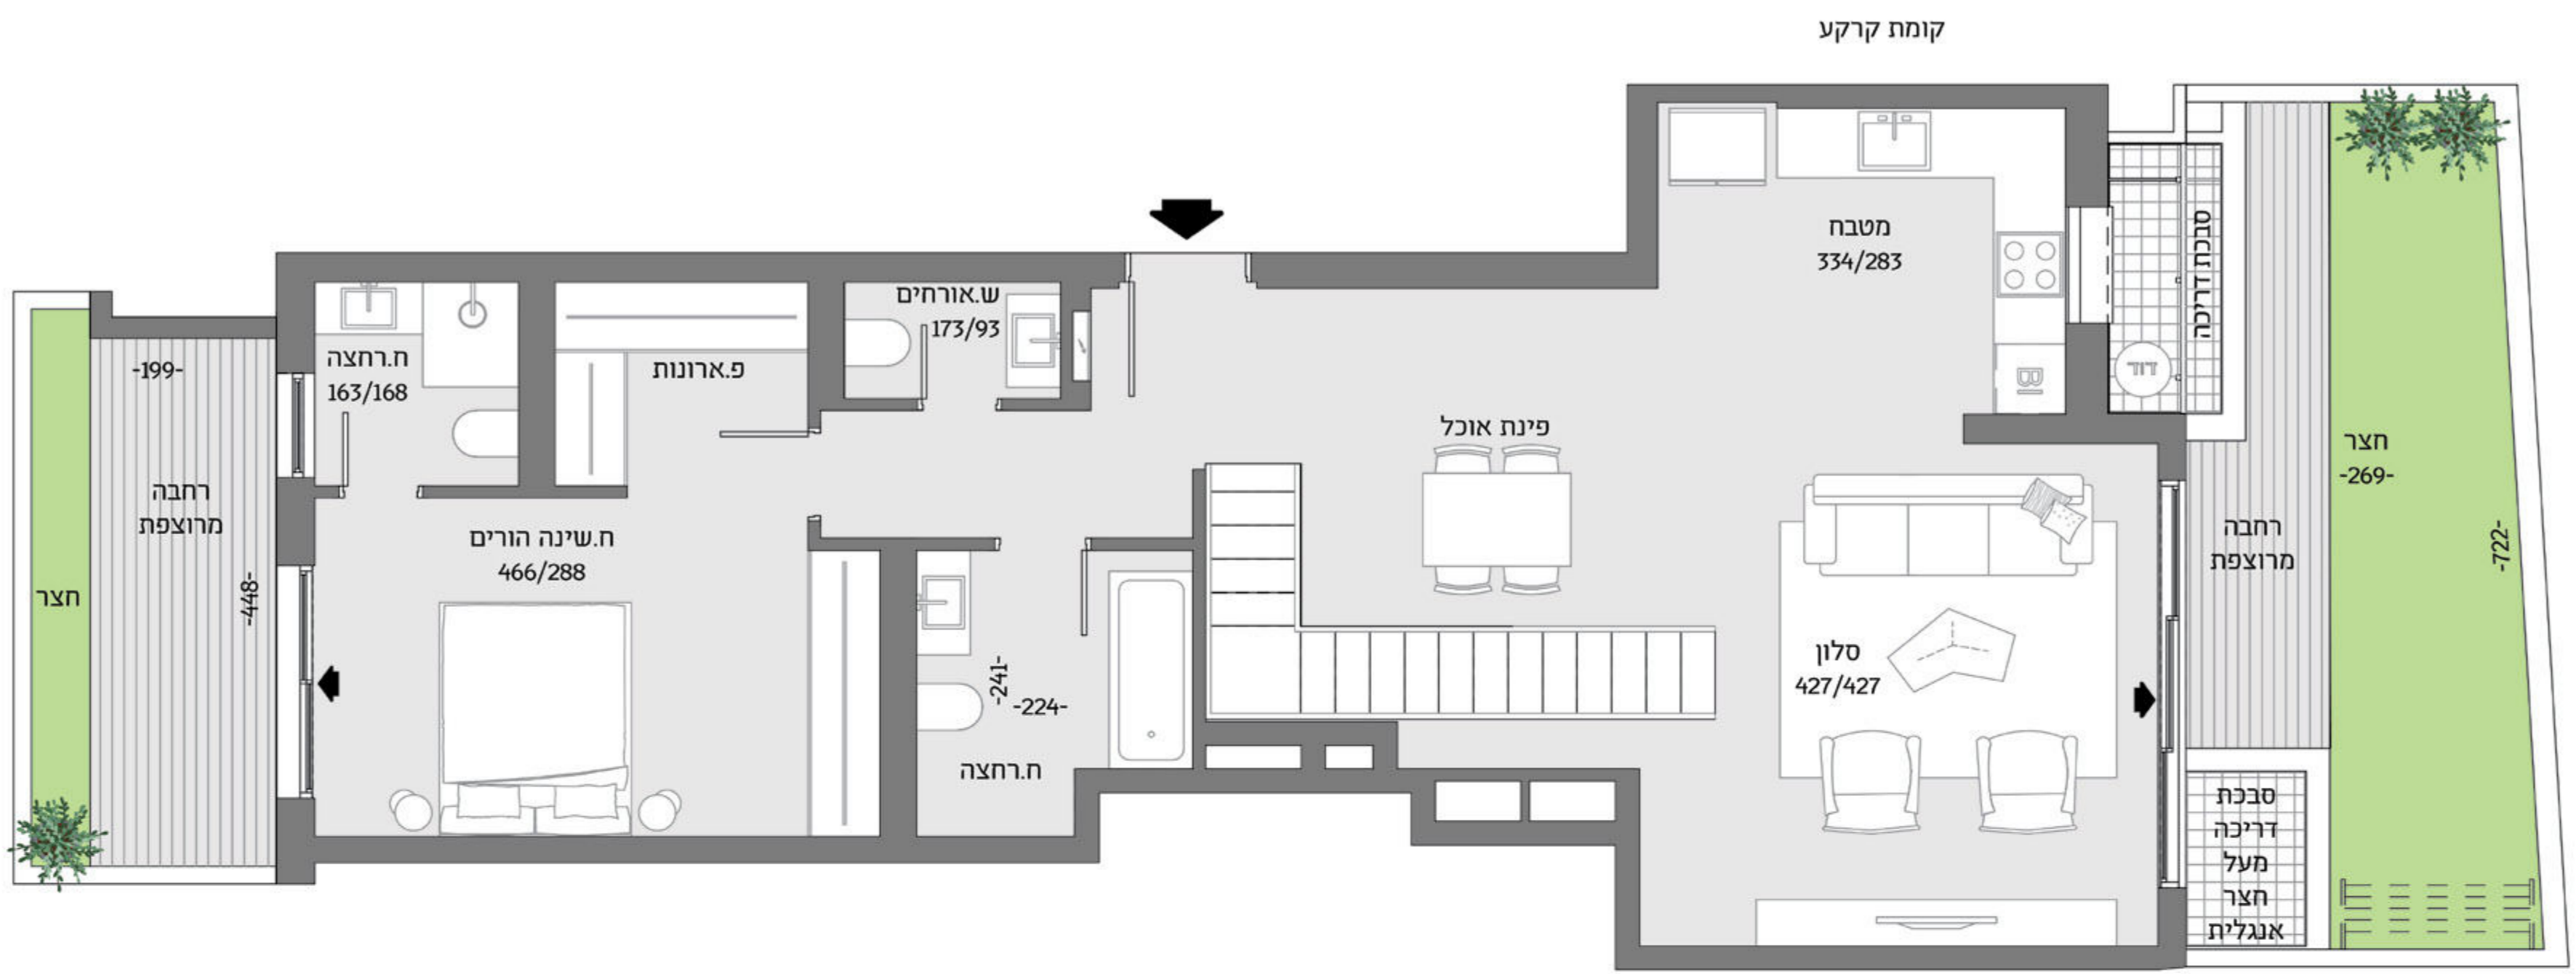 קומת קרקע
מטבח
334/283
סבכת דריכה
דוד
BI
חצר
-269-
-722-
רחבה
מרוצפת
סבכת
דריכה
מעל
חצר
אנגלית
סלון
427/427
פינת אוכל
ש.אורחים
173/93
פ.ארונות
ח.רחצה
163/168
ח.שינה הורים
466/288
-241-
-224-
ח.רחצה
-199-
רחבה
מרוצפת
-448-
חצר